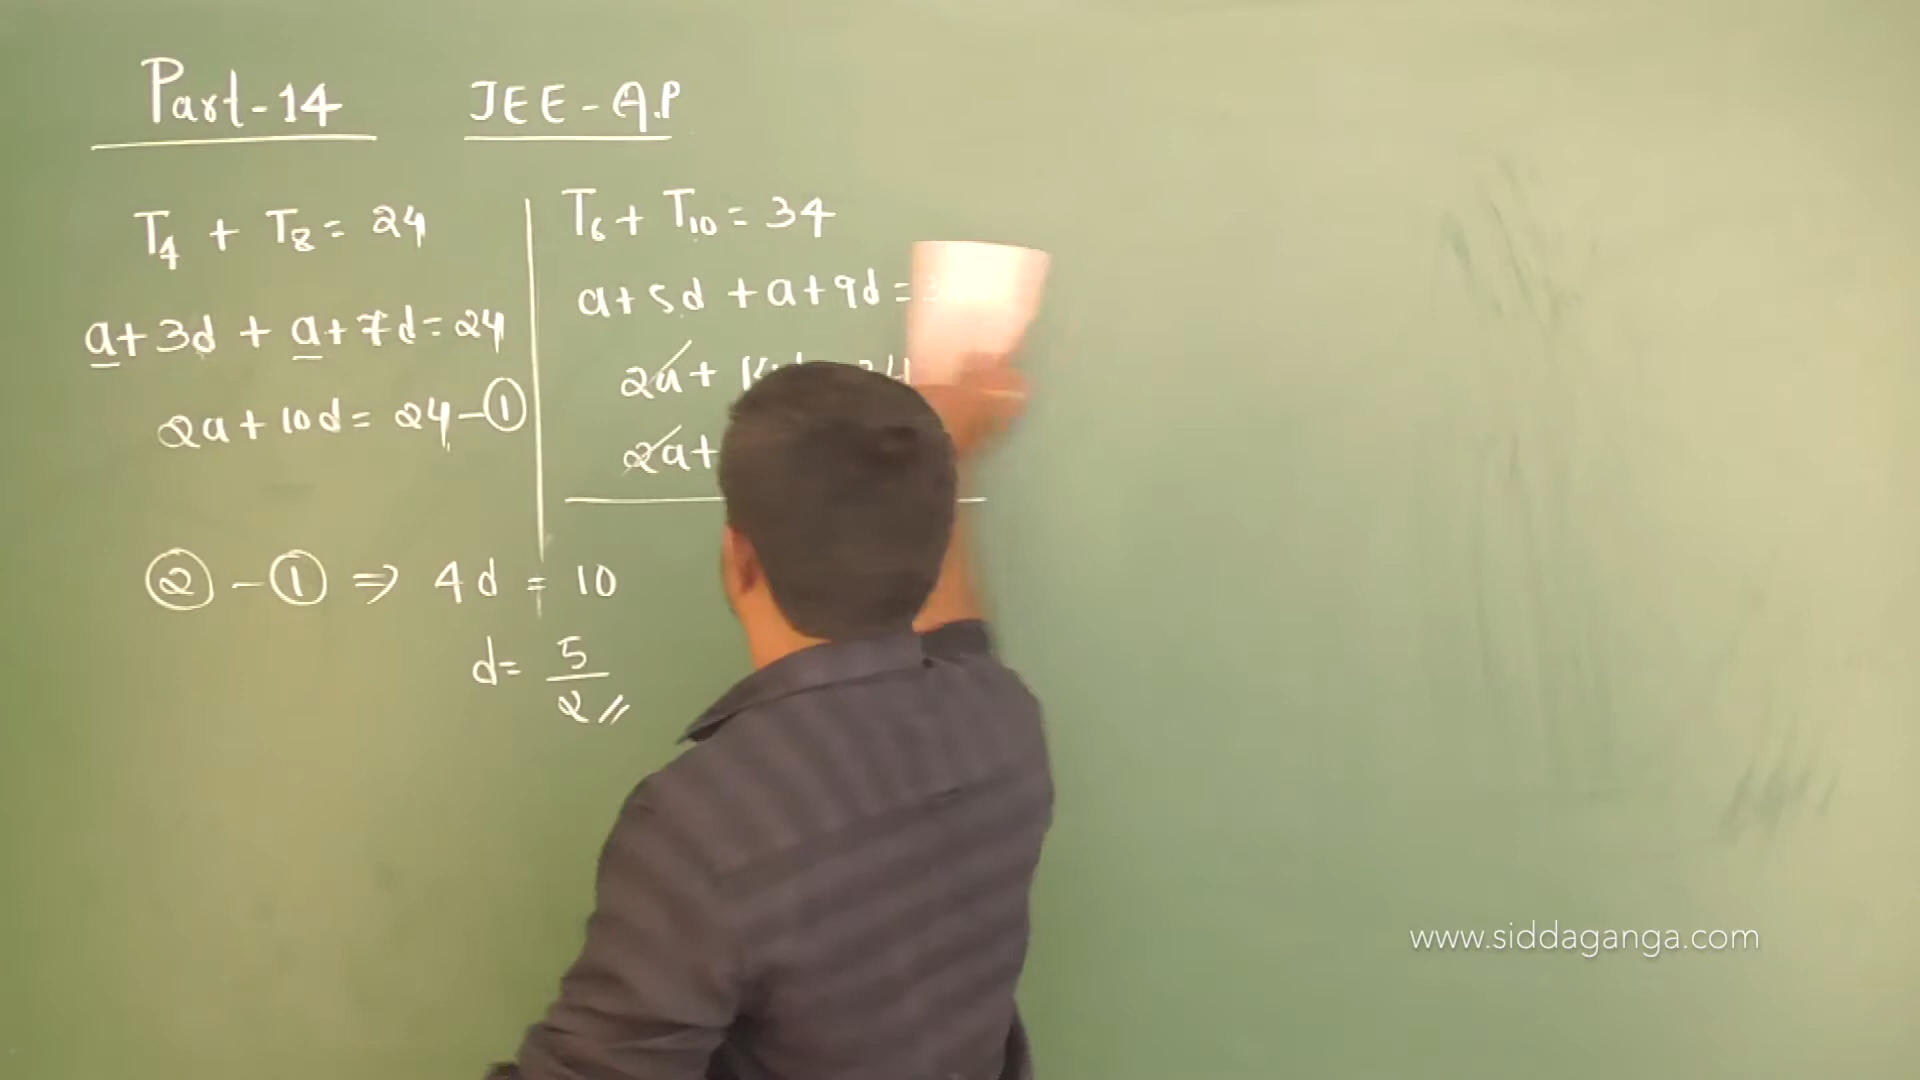 Part-14 JEE-A.P
T₄ + T₈ = 24
a+3d + a+7d = 24
2a + 10d = 24 - ①
T₆ + T₁₀ = 34
a+5d + a+9d =
2a +
2a +
② - ① ⇒ 4d = 10
d = 5/2 //
www.siddaganga.com